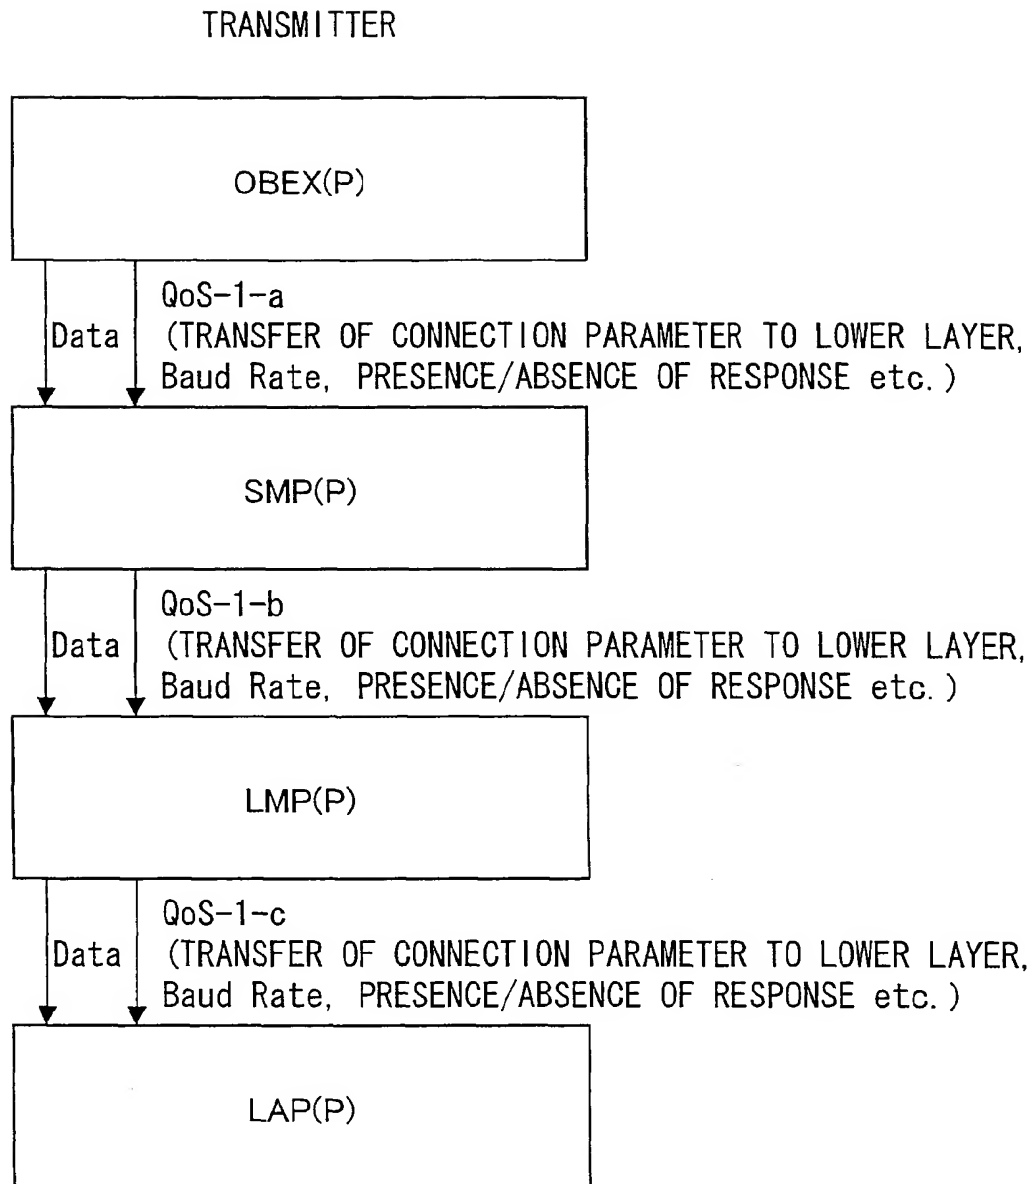 TRANSMITTER
OBEX(P)
QoS-1-a
Data (TRANSFER OF CONNECTION PARAMETER TO LOWER LAYER,
Baud Rate, PRESENCE/ABSENCE OF RESPONSE etc.)
SMP(P)
QoS-1-b
Data (TRANSFER OF CONNECTION PARAMETER TO LOWER LAYER,
Baud Rate, PRESENCE/ABSENCE OF RESPONSE etc.)
LMP(P)
QoS-1-c
Data (TRANSFER OF CONNECTION PARAMETER TO LOWER LAYER,
Baud Rate, PRESENCE/ABSENCE OF RESPONSE etc.)
LAP(P)